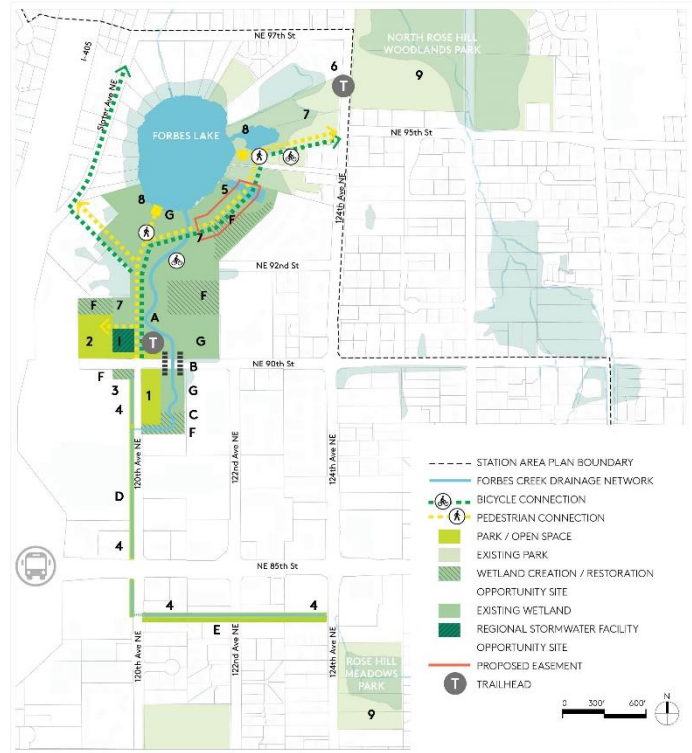 NE 97th St
I-405
Slater Ave NE
NORTH ROSE HILL
WOODLANDS PARK
6
T
9
7
FORBES LAKE
8
NE 95th St
5
124th Ave NE
8
G
F
7
NE 92nd St
F
7
F
A
2
1
T
G
NE 90th St
B
F
3
1
G
4
C
F
120th Ave NE
122nd Ave NE
124th Ave NE
D
4
NE 85th St
4
4
E
120th Ave NE
122nd Ave NE
124th Ave NE
ROSE HILL
MEADOWS
PARK
9
STATION AREA PLAN BOUNDARY
FORBES CREEK DRAINAGE NETWORK
BICYCLE CONNECTION
PEDESTRIAN CONNECTION
PARK / OPEN SPACE
EXISTING PARK
WETLAND CREATION / RESTORATION
OPPORTUNITY SITE
EXISTING WETLAND
REGIONAL STORMWATER FACILITY
OPPORTUNITY SITE
PROPOSED EASEMENT
T TRAILHEAD
0 300' 600'
N